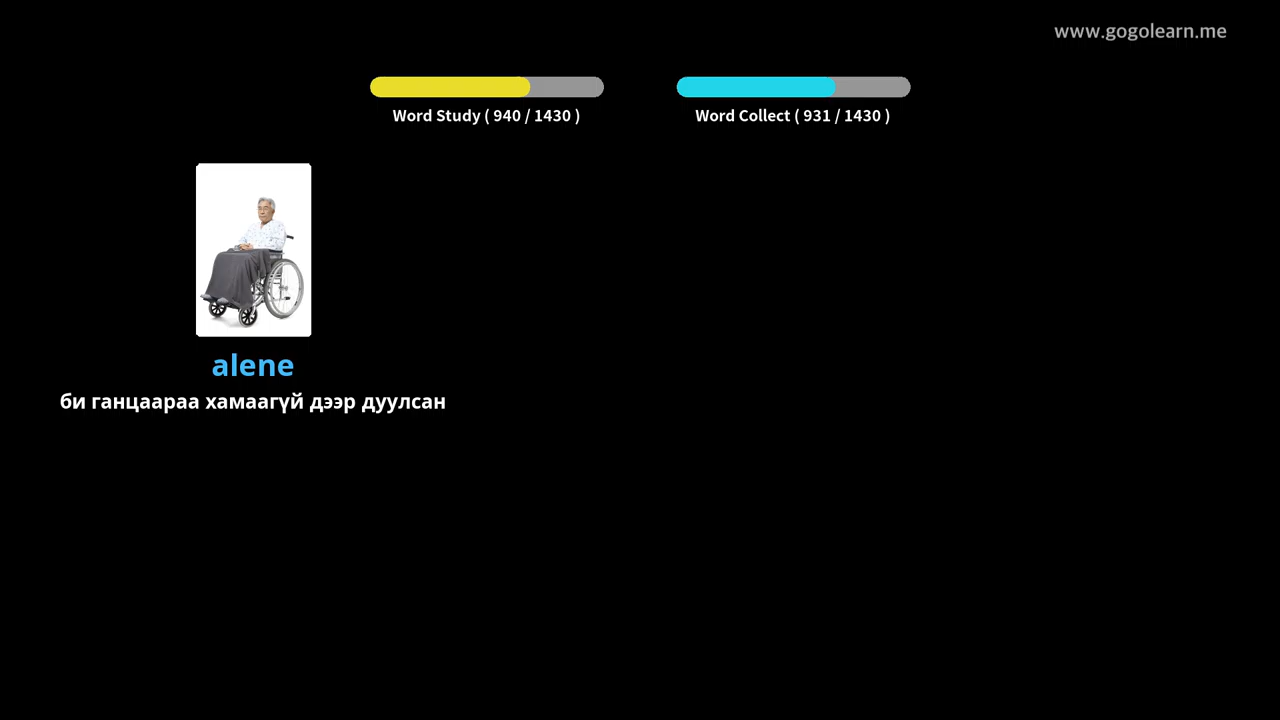 www.gogolearn.me
Word Study ( 940 / 1430 )
Word Collect ( 931 / 1430 )
alene
би ганцаараа хамаагүй дээр дуулсан